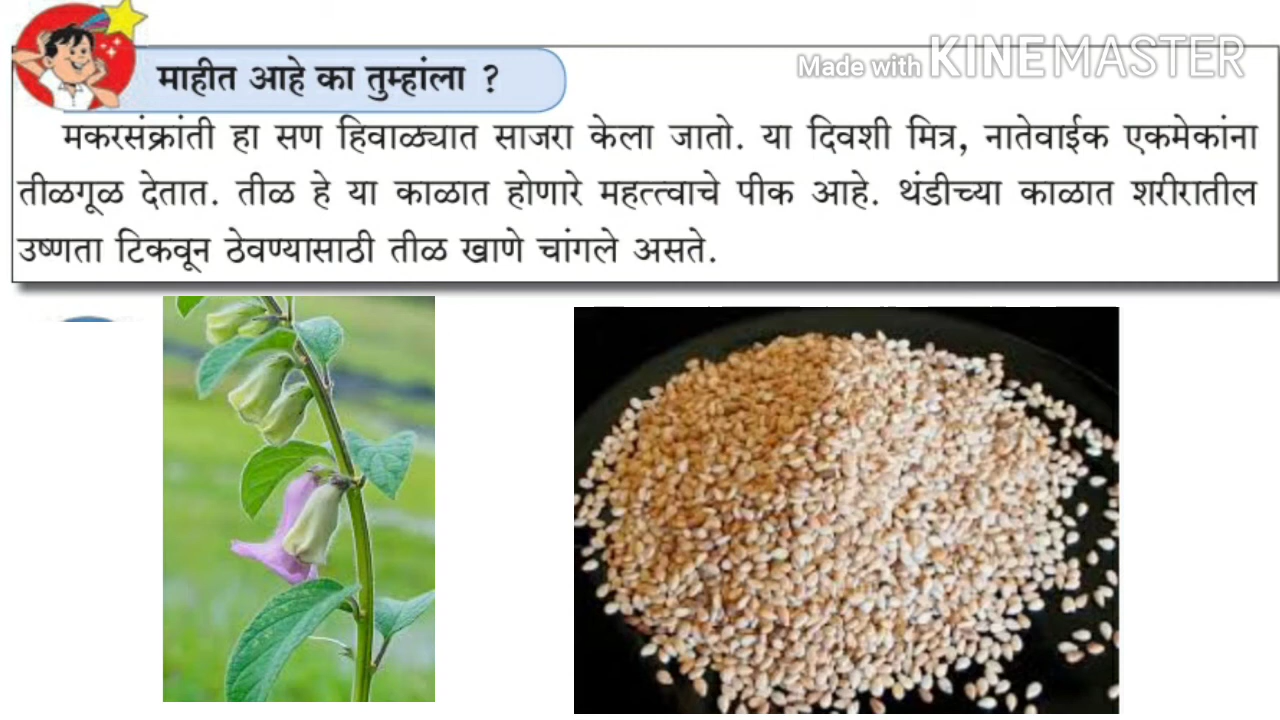 Made with KINEMASTER
माहीत आहे का तुम्हांला ?
मकरसंक्रांती हा सण हिवाळ्यात साजरा केला जातो. या दिवशी मित्र, नातेवाईक एकमेकांना
तीळगूळ देतात. तीळ हे या काळात होणारे महत्त्वाचे पीक आहे. थंडीच्या काळात शरीरातील
उष्णता टिकवून ठेवण्यासाठी तीळ खाणे चांगले असते.